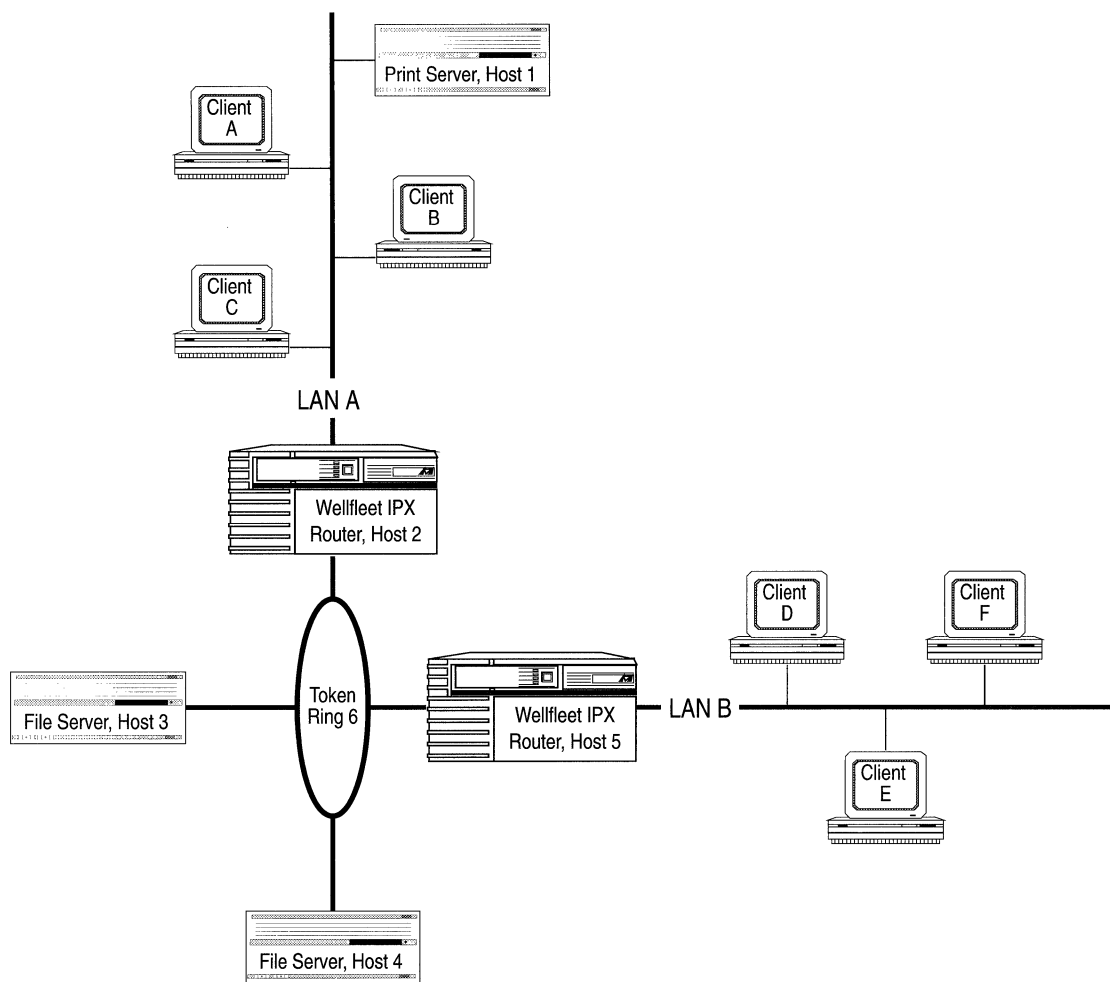 Print Server, Host 1
Client
A
Client
B
Client
C
LAN A
Wellfleet IPX
Router, Host 2
Client
D
Client
F
Token
Ring 6
File Server, Host 3
Wellfleet IPX
Router, Host 5
LAN B
Client
E
File Server, Host 4